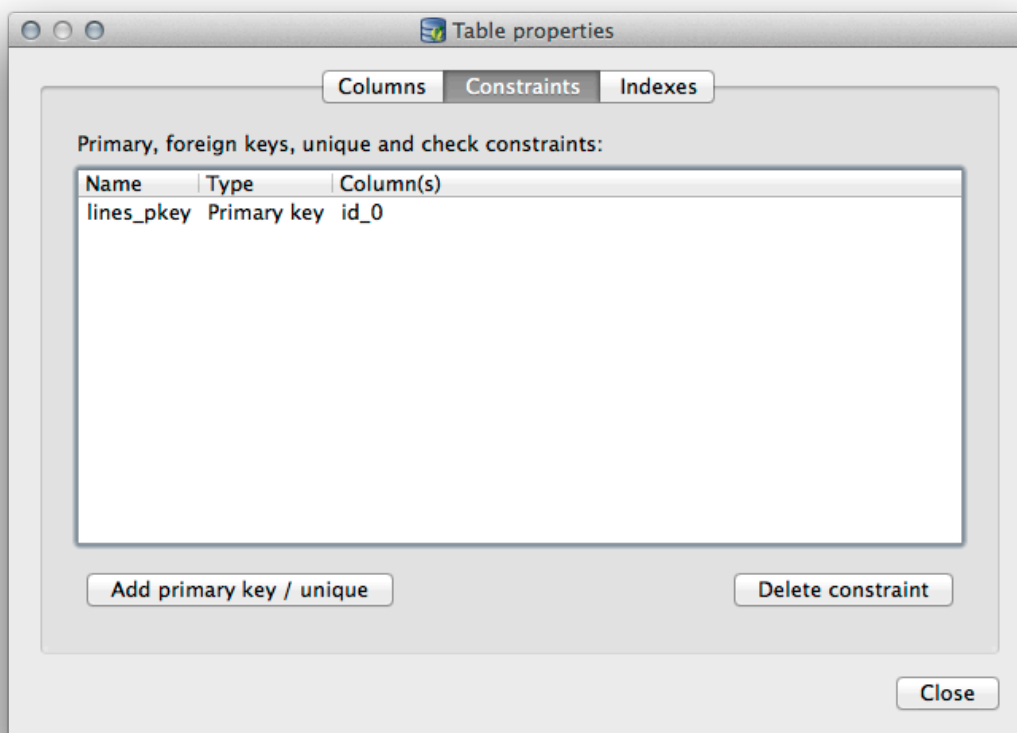 Table properties
Columns Constraints Indexes
Primary, foreign keys, unique and check constraints:
Name Type Column(s)
lines_pkey Primary key id_0
Add primary key / unique Delete constraint
Close